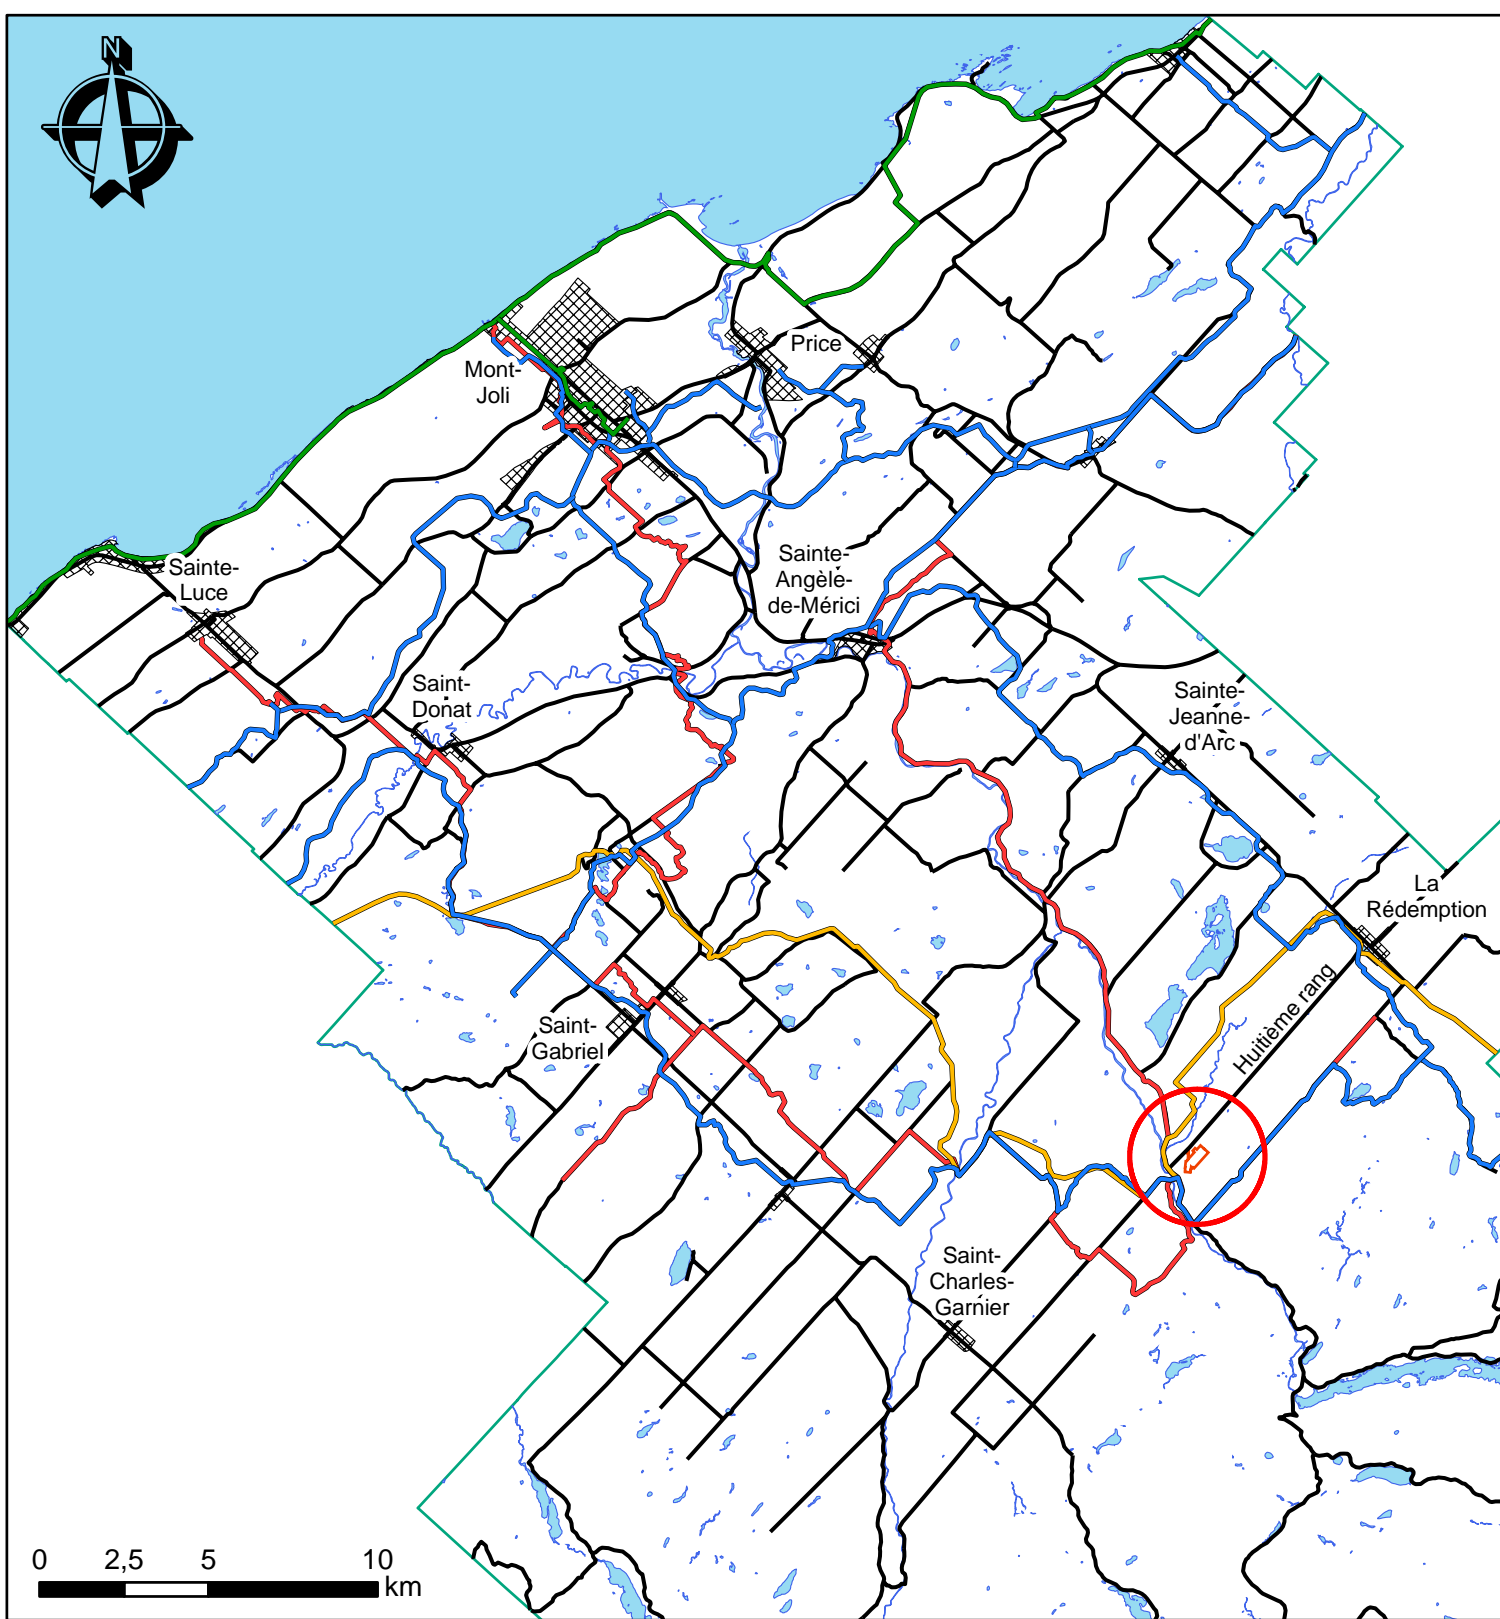 N
Price
Mont-
Joli
Sainte-
Luce
Sainte-
Angèle-
de-Mérici
Saint-
Donat
Sainte-
Jeanne-
d'Arc
La
Rédemption
Huitième rang
Saint-
Gabriel
Saint-
Charles-
Garnier
0 2,5 5 10
km